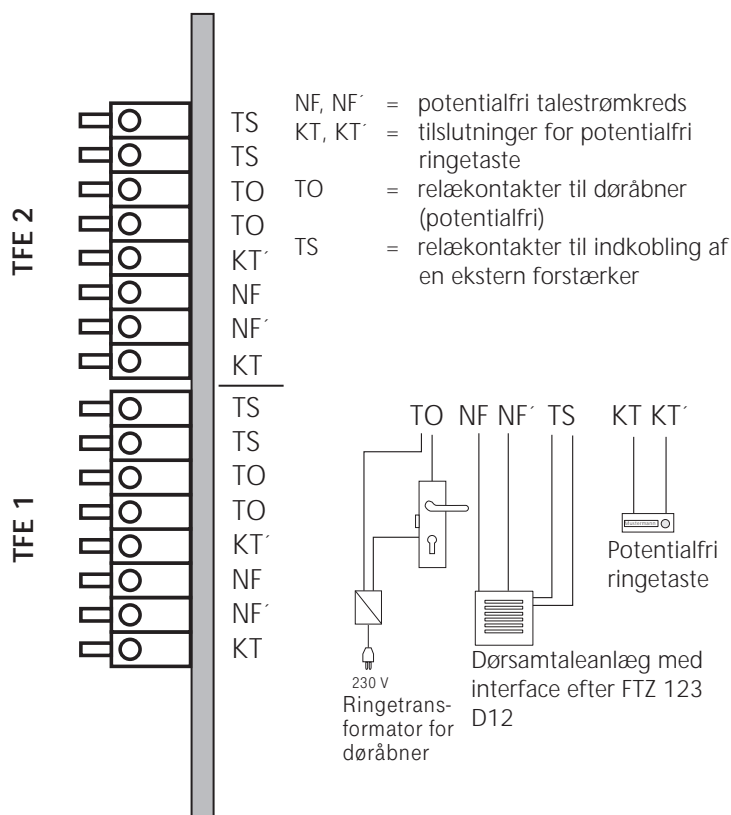 TFE 2
TS
TS
TO
TO
KT´
NF
NF´
KT
TFE 1
TS
TS
TO
TO
KT´
NF
NF´
KT
NF, NF´ = potentialfri talestrømkreds
KT, KT´ = tilslutninger for potentialfri
ringetaste
TO = relækontakter til døråbner
(potentialfri)
TS = relækontakter til indkobling af
en ekstern forstærker
TO NF NF´ TS KT KT´
Mustermann
Potentialfri
ringetaste
230 V
Ringetrans-
formator for
døråbner
Dørsamtaleanlæg med
interface efter FTZ 123
D12